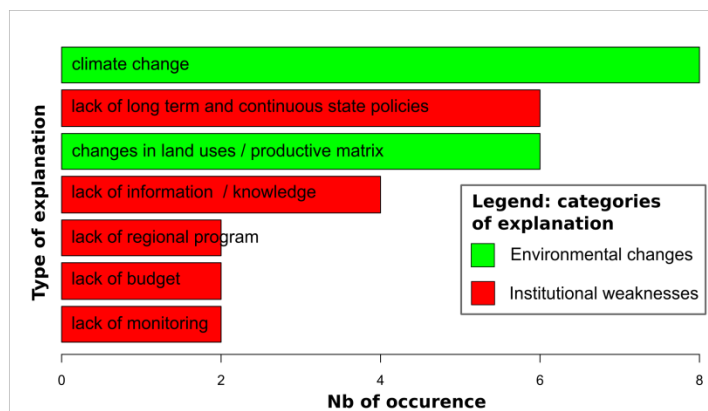 climate change
lack of long term and continuous state policies
changes in land uses / productive matrix
lack of information / knowledge
lack of regional program
lack of budget
lack of monitoring
Type of explanation
Legend: categories
of explanation
Environmental changes
Institutional weaknesses
0 2 4 6 8
Nb of occurence